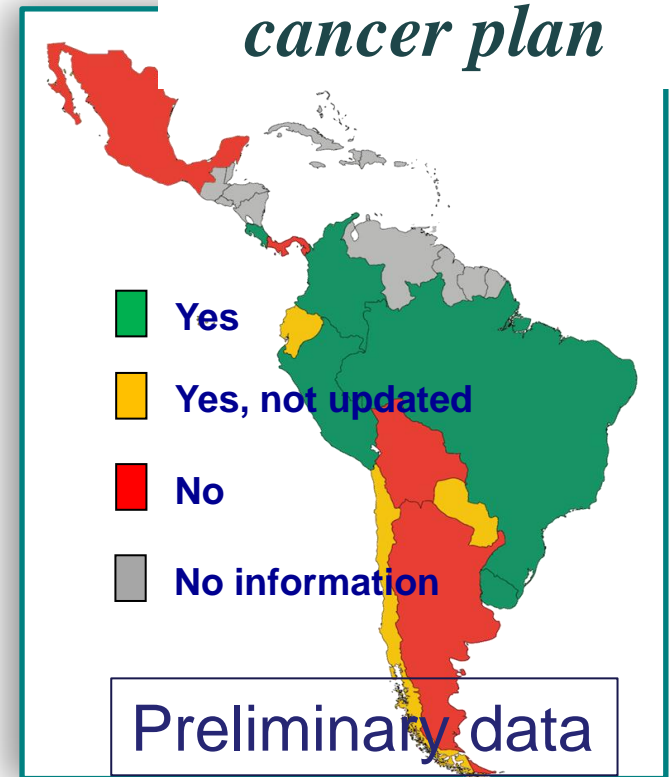 cancer plan
Yes
Yes, not updated
No
No information
Preliminary data